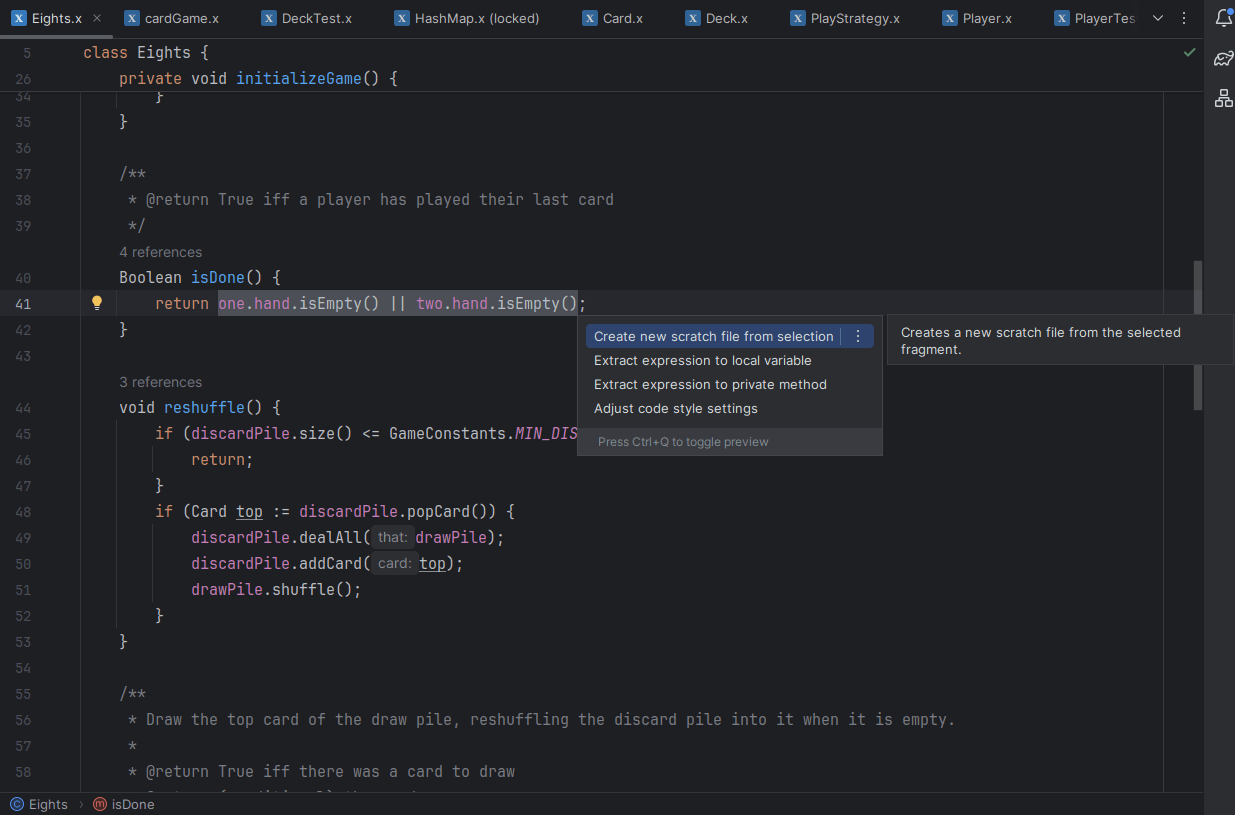 Eights.x cardGame.x DeckTest.x HashMap.x (locked) Card.x Deck.x PlayStrategy.x Player.x PlayerTes
5 class Eights {
26 private void initializeGame() {
34 }
35 }
36
37 /**
38 * @return True iff a player has played their last card
39 */
4 references
40 Boolean isDone() {
41 return one.hand.isEmpty() || two.hand.isEmpty();
42 }
43
Create new scratch file from selection
Extract expression to local variable
Extract expression to private method
Adjust code style settings
Press Ctrl+Q to toggle preview
Creates a new scratch file from the selected
fragment.
3 references
44 void reshuffle() {
45 if (discardPile.size() <= GameConstants.MIN_DIS
46 return;
47 }
48 if (Card top := discardPile.popCard()) {
49 discardPile.dealAll( that: drawPile);
50 discardPile.addCard( card: top);
51 drawPile.shuffle();
52 }
53 }
54
55 /**
56 * Draw the top card of the draw pile, reshuffling the discard pile into it when it is empty.
57 *
58 * @return True iff there was a card to draw
Eights › isDone